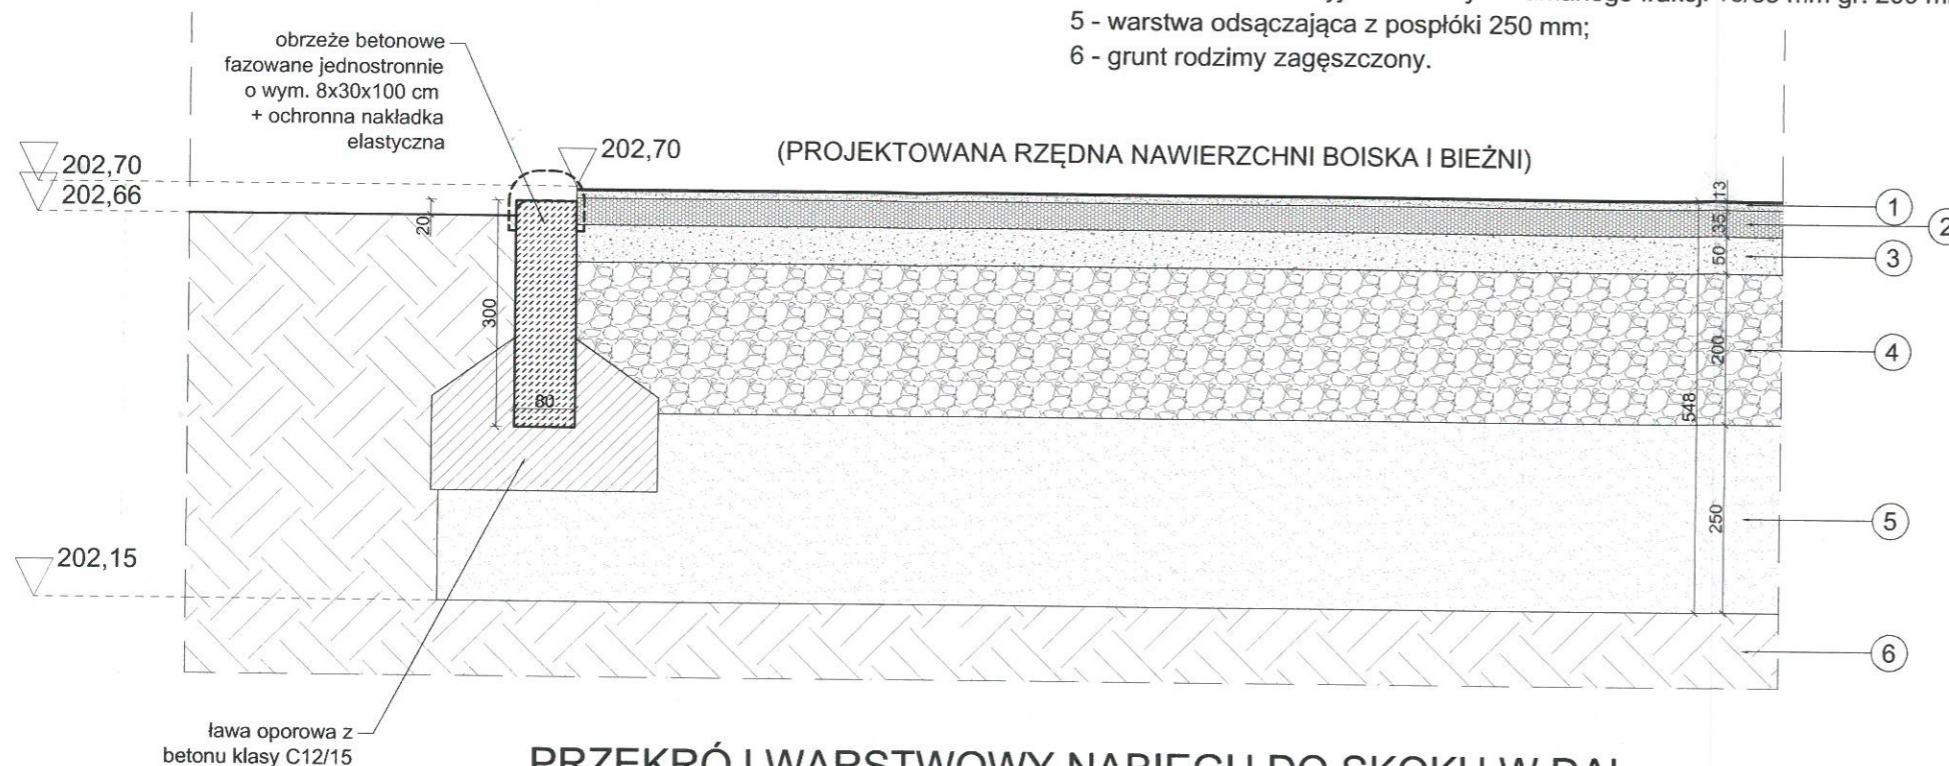 5 - warstwa odsączająca z pospłóki 250 mm;
6 - grunt rodzimy zagęszczony.
obrzeże betonowe
fazowane jednostronnie
o wym. 8x30x100 cm
+ ochronna nakładka
elastyczna
202,70
(PROJEKTOWANA RZĘDNA NAWIERZCHNI BOISKA I BIEŻNI)
202,70
202,66
20
300
80
13
35
50
200
548
250
1
2
3
4
5
6
202,15
ława oporowa z
betonu klasy C12/15